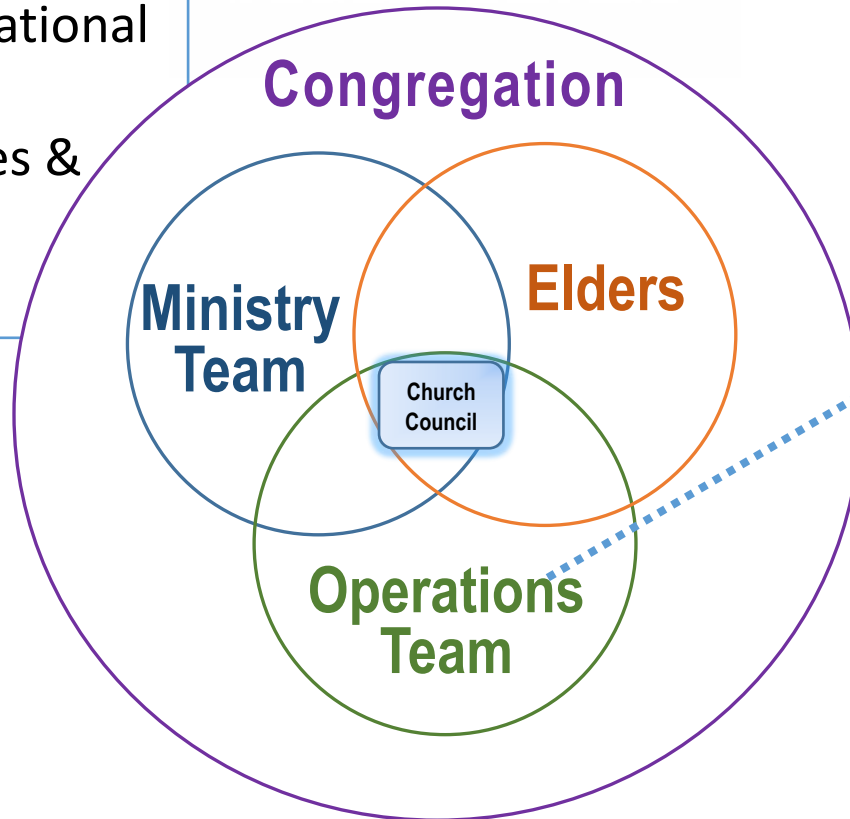 ational
es &
Congregation
Elders
Ministry
Team
Church
Council
Operations
Team